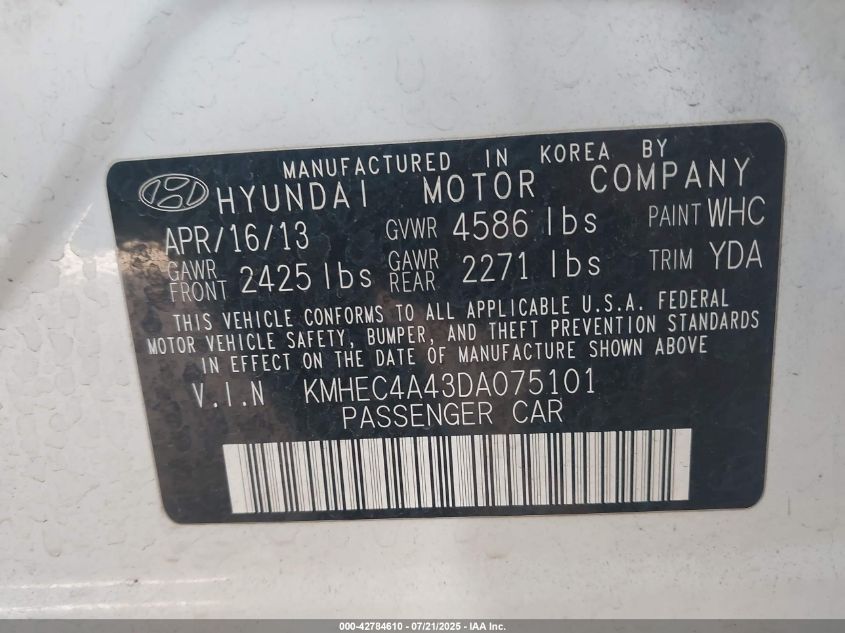 MANUFACTURED IN KOREA BY
HYUNDAI MOTOR COMPANY
APR/16/13 GVWR 4586 lbs PAINT WHC
GAWR FRONT 2425 lbs GAWR REAR 2271 lbs TRIM YDA
THIS VEHICLE CONFORMS TO ALL APPLICABLE U.S.A. FEDERAL
MOTOR VEHICLE SAFETY, BUMPER, AND THEFT PREVENTION STANDARDS
IN EFFECT ON THE DATE OF MANUFACTURE SHOWN ABOVE
V.I.N KMHEC4A43DA075101
PASSENGER CAR
000-42784610 - 07/21/2025 - IAA Inc.